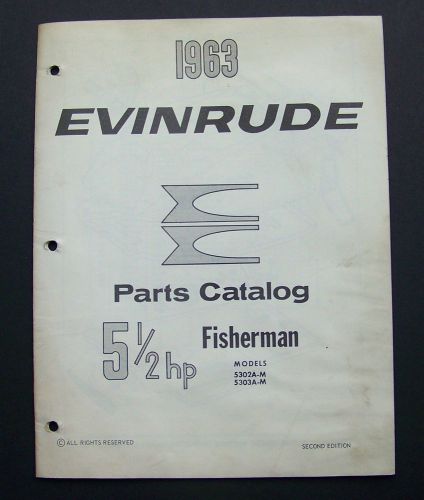 1963
EVINRUDE
Parts Catalog
5 1/2 hp
Fisherman
MODELS
5302A-M
5303A-M
© ALL RIGHTS RESERVED
SECOND EDITION